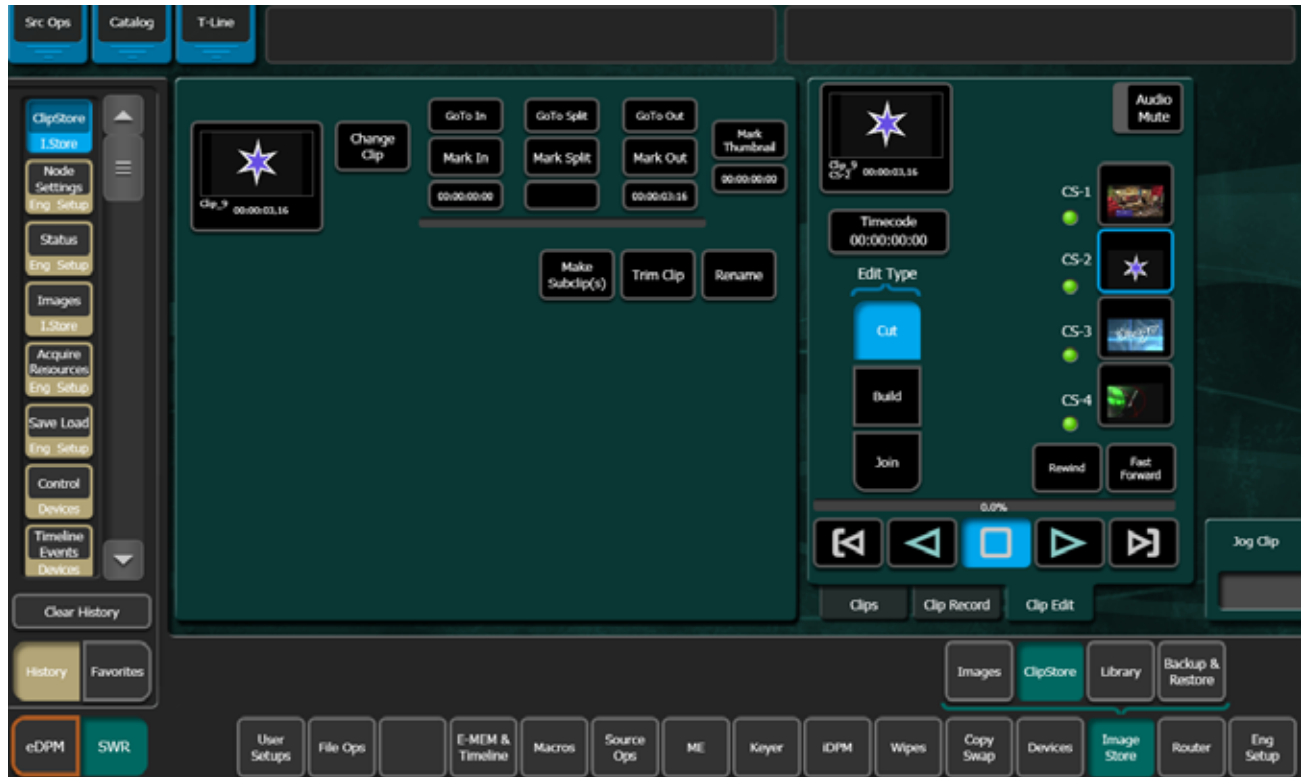 Src Ops
Catalog
T-Line
ClipStore
I.Store
Node
Settings
Eng Setup
Status
Eng Setup
Images
I.Store
Acquire
Resources
Eng Setup
Save Load
Eng Setup
Control
Devices
Timeline
Events
Devices
Clear History
History
Favorites
eDPM
SWR
Clip_9 00:00:03,16
Change
Clip
GoTo In
GoTo Split
GoTo Out
Mark In
Mark Split
Mark Out
Mark
Thumbnail
00:00:00:00
00:00:03:16
00:00:00:00
Make
Subclip(s)
Trim Clip
Rename
Clip_9
CS-2 00:00:03,16
Audio
Mute
Timecode
00:00:00:00
Edit Type
Cut
Build
Join
CS-1
CS-2
CS-3
CS-4
Rewind
Fast
Forward
0.0%
Clips
Clip Record
Clip Edit
Jog Clip
Images
ClipStore
Library
Backup &
Restore
User
Setups
File Ops
E-MEM &
Timeline
Macros
Source
Ops
ME
Keyer
iDPM
Wipes
Copy
Swap
Devices
Image
Store
Router
Eng
Setup